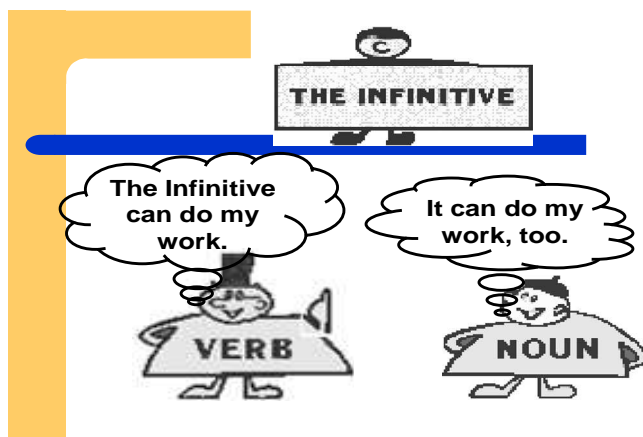 THE INFINITIVE
The Infinitive
can do my
work.
It can do my
work, too.
VERB
NOUN